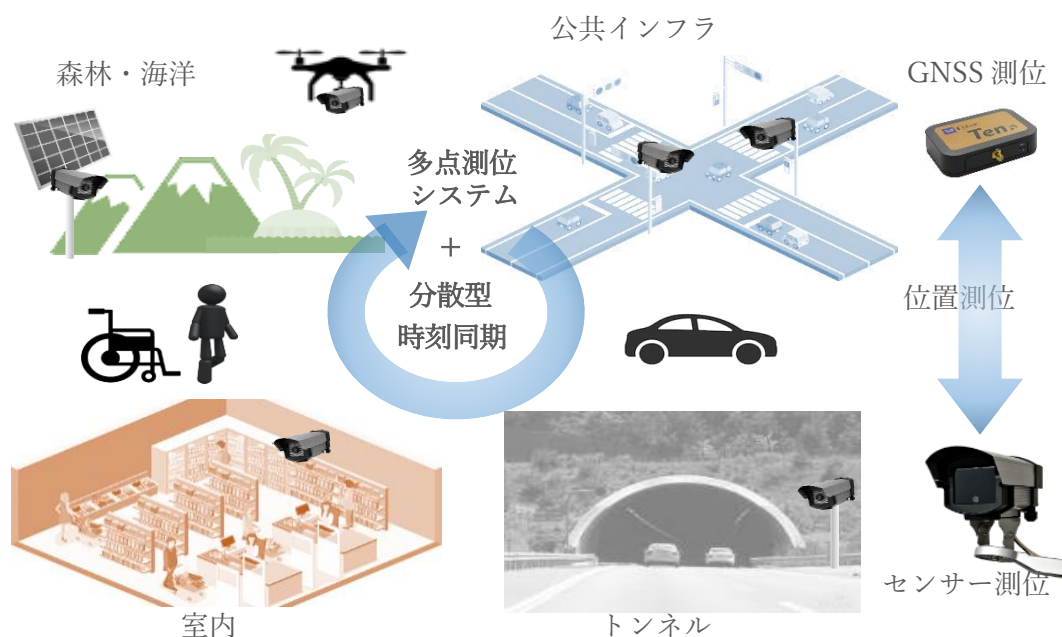 公共インフラ
森林・海洋
GNSS 測位
Ten
多点測位
システム
+
分散型
時刻同期
位置測位
センサー測位
室内
トンネル